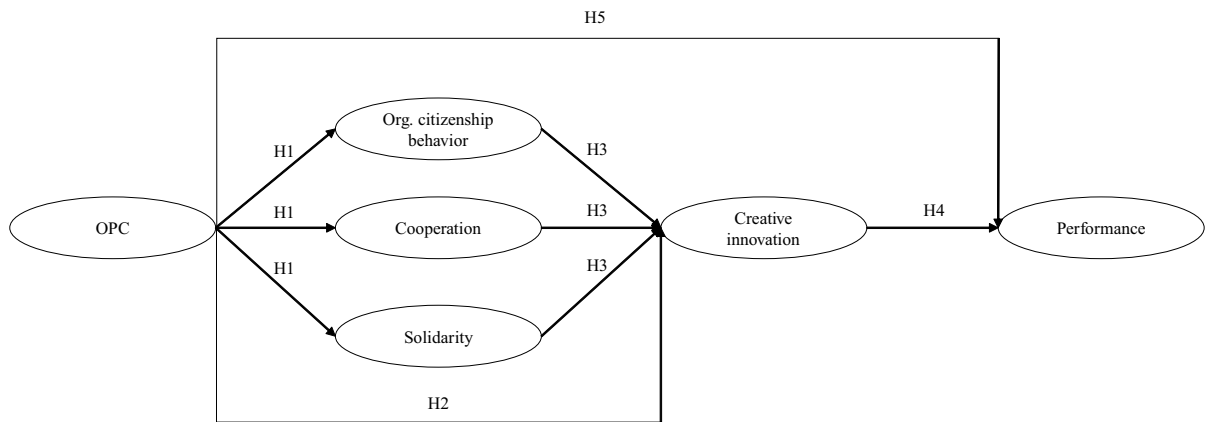 H5
Org. citizenship
behavior
H1
H3
OPC
H1
Cooperation
H3
Creative
innovation
H4
Performance
H1
H3
Solidarity
H2